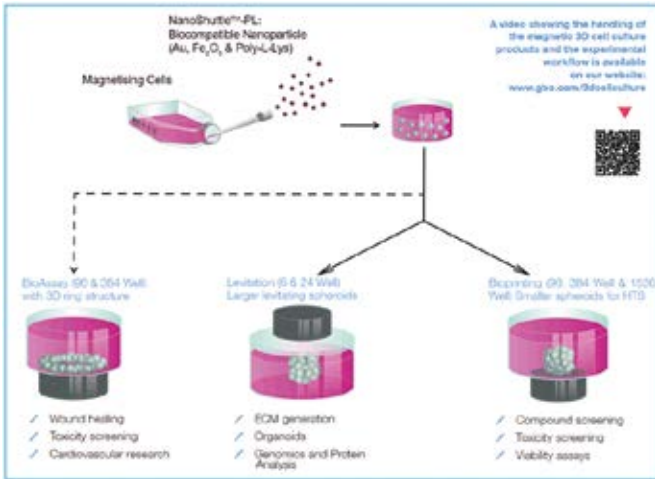 NanoShuttle™-PL:
Biocompatible Nanoparticle
(Au, Fe₂O₃ & Poly-L-Lys)
Magnetising Cells
A video showing the handling of
the magnetic 3D cell culture
products and the experimental
workflow is available
on our website:
www.gbo.com/3dcellculture
BioAssay (96 & 384 Well)
with 3D ring structure
Wound healing
Toxicity screening
Cardiovascular research
Levitation (6 & 24 Well)
Larger levitating spheroids
ECM generation
Organoids
Genomics and Protein
Analysis
Bioprinting (96, 384 Well & 1536
Well) Smaller spheroids for HTS
Compound screening
Toxicity screening
Viability assays